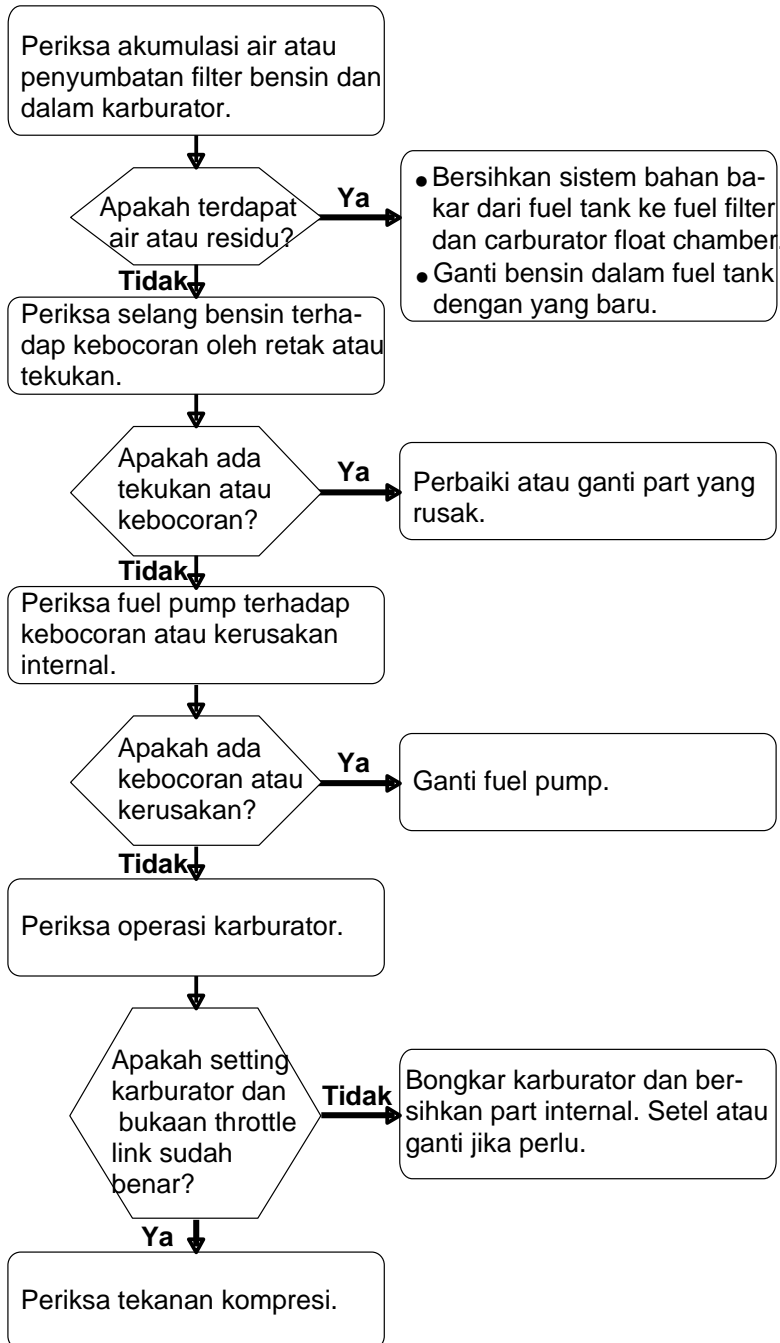 Periksa akumulasi air atau
penyumbatan filter bensin dan
dalam karburator.
Apakah terdapat
air atau residu?
Ya
● Bersihkan sistem bahan ba-
kar dari fuel tank ke fuel filter
dan carburator float chamber.
● Ganti bensin dalam fuel tank
dengan yang baru.
Tidak
Periksa selang bensin terha-
dap kebocoran oleh retak atau
tekukan.
Apakah ada
tekukan atau
kebocoran?
Ya
Perbaiki atau ganti part yang
rusak.
Tidak
Periksa fuel pump terhadap
kebocoran atau kerusakan
internal.
Apakah ada
kebocoran atau
kerusakan?
Ya
Ganti fuel pump.
Tidak
Periksa operasi karburator.
Apakah setting
karburator dan
bukaan throttle
link sudah
benar?
Tidak
Bongkar karburator dan ber-
sihkan part internal. Setel atau
ganti jika perlu.
Ya
Periksa tekanan kompresi.